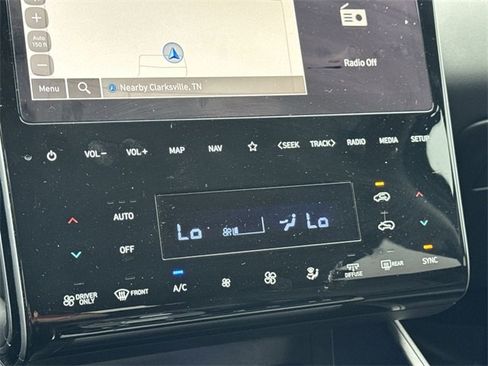 Auto
150 ft
Radio Off
Menu
Nearby Clarksville, TN
VOL− VOL+ MAP NAV <SEEK TRACK> RADIO MEDIA SETUP
AUTO
Lo Lo
OFF
DRIVER ONLY
FRONT
A/C
DIFFUSE
REAR
SYNC